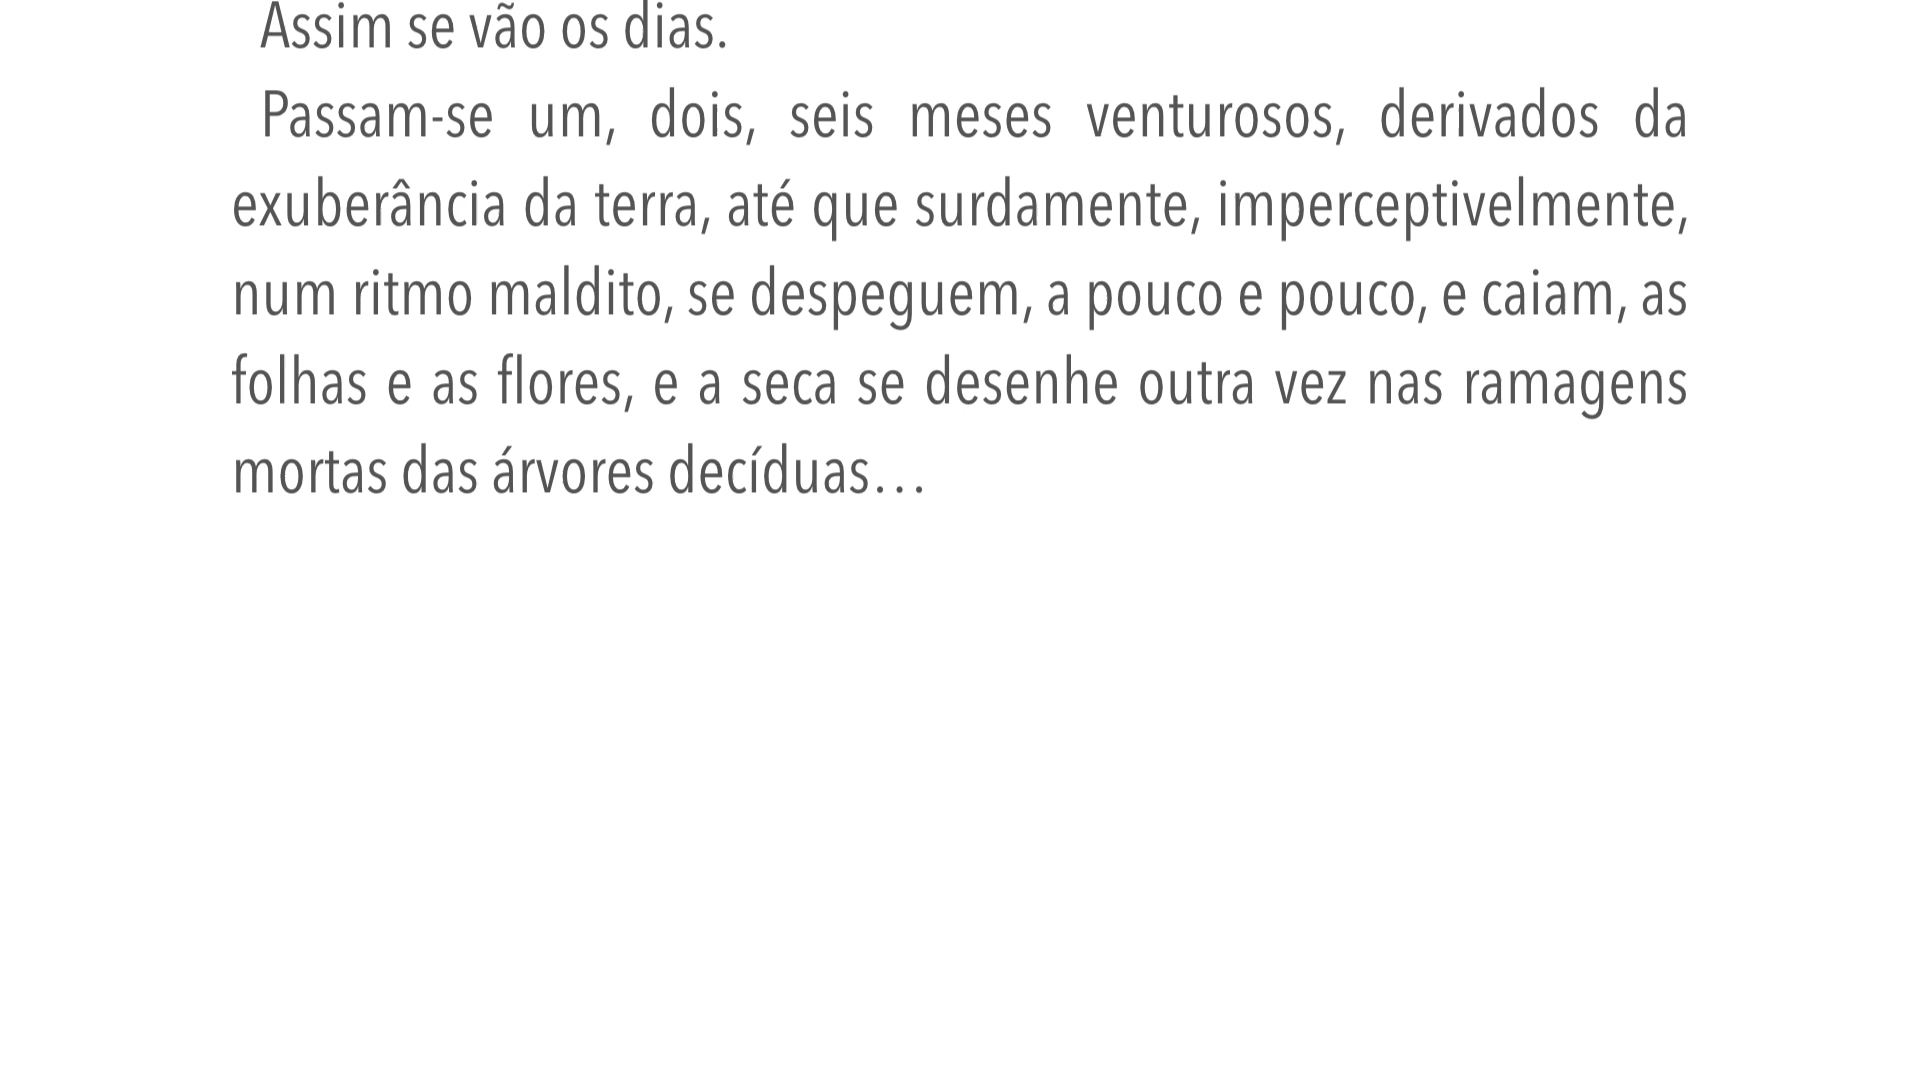 Assim se vão os dias.
Passam-se um, dois, seis meses venturosos, derivados da
exuberância da terra, até que surdamente, imperceptivelmente,
num ritmo maldito, se despeguem, a pouco e pouco, e caiam, as
folhas e as flores, e a seca se desenhe outra vez nas ramagens
mortas das árvores decíduas…